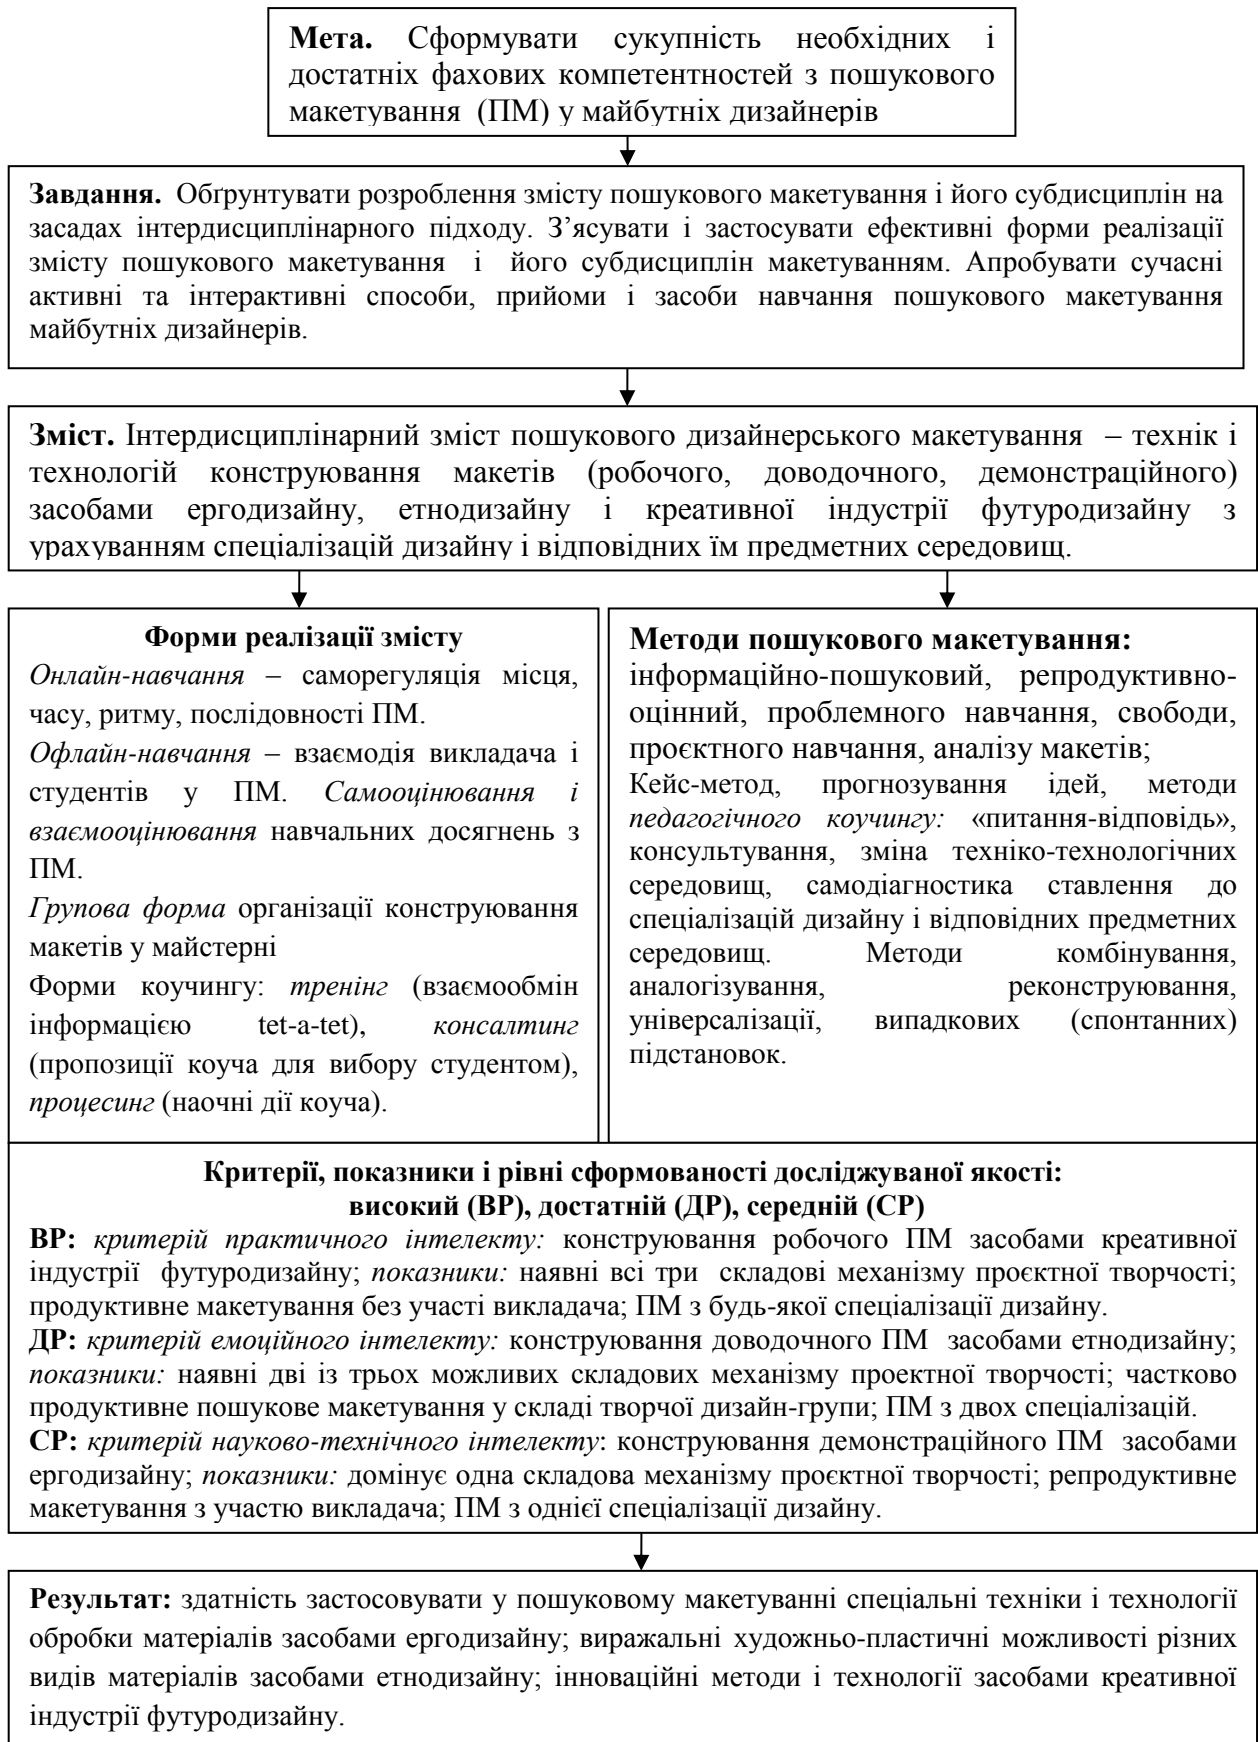 Мета. Сформувати сукупність необхідних і
достатніх фахових компетентностей з пошукового
макетування (ПМ) у майбутніх дизайнерів
Завдання. Обґрунтувати розроблення змісту пошукового макетування і його субдисциплін на
засадах інтердисциплінарного підходу. З’ясувати і застосувати ефективні форми реалізації
змісту пошукового макетування і його субдисциплін макетуванням. Апробувати сучасні
активні та інтерактивні способи, прийоми і засоби навчання пошукового макетування
майбутніх дизайнерів.
Зміст. Інтердисциплінарний зміст пошукового дизайнерського макетування – технік і
технологій конструювання макетів (робочого, доводочного, демонстраційного)
засобами ергодизайну, етнодизайну і креативної індустрії футуродизайну з
урахуванням спеціалізацій дизайну і відповідних їм предметних середовищ.
Форми реалізації змісту
Онлайн-навчання – саморегуляція місця,
часу, ритму, послідовності ПМ.
Офлайн-навчання – взаємодія викладача і
студентів у ПМ. Самооцінювання і
взаємооцінювання навчальних досягнень з
ПМ.
Групова форма організації конструювання
макетів у майстерні
Форми коучингу: тренінг (взаємообмін
інформацією tet-a-tet), консалтинг
(пропозиції коуча для вибору студентом),
процесинг (наочні дії коуча).
Методи пошукового макетування:
інформаційно-пошуковий, репродуктивно-
оцінний, проблемного навчання, свободи,
проєктного навчання, аналізу макетів;
Кейс-метод, прогнозування ідей, методи
педагогічного коучингу: «питання-відповідь»,
консультування, зміна техніко-технологічних
середовищ, самодіагностика ставлення до
спеціалізацій дизайну і відповідних предметних
середовищ. Методи комбінування,
аналогізування, реконструювання,
універсалізації, випадкових (спонтанних)
підстановок.
Критерії, показники і рівні сформованості досліджуваної якості:
високий (ВР), достатній (ДР), середній (СР)
ВР: критерій практичного інтелекту: конструювання робочого ПМ засобами креативної
індустрії футуродизайну; показники: наявні всі три складові механізму проєктної творчості;
продуктивне макетування без участі викладача; ПМ з будь-якої спеціалізації дизайну.
ДР: критерій емоційного інтелекту: конструювання доводочного ПМ засобами етнодизайну;
показники: наявні дві із трьох можливих складових механізму проектної творчості; частково
продуктивне пошукове макетування у складі творчої дизайн-групи; ПМ з двох спеціалізацій.
СР: критерій науково-технічного інтелекту: конструювання демонстраційного ПМ засобами
ергодизайну; показники: домінує одна складова механізму проєктної творчості; репродуктивне
макетування з участю викладача; ПМ з однієї спеціалізації дизайну.
Результат: здатність застосовувати у пошуковому макетуванні спеціальні техніки і технології
обробки матеріалів засобами ергодизайну; виражальні художньо-пластичні можливості різних
видів матеріалів засобами етнодизайну; інноваційні методи і технології засобами креативної
індустрії футуродизайну.